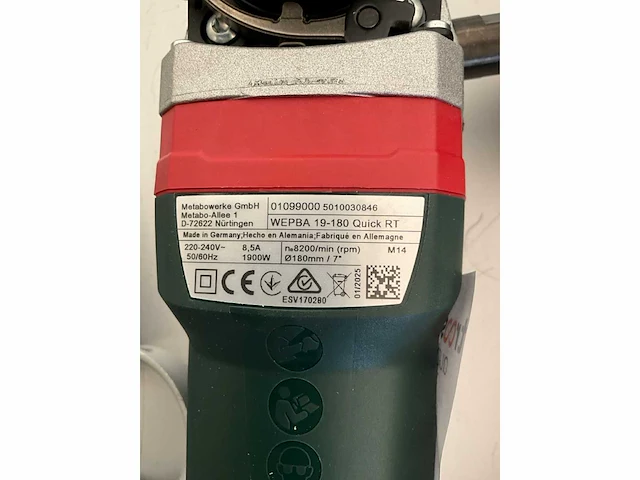 Metabowerke GmbH
Metabo-Allee 1
D-72622 Nürtingen
01099000 5010030846
WEPBA 19-180 Quick RT
Made in Germany;Hecho en Alemania;Fabriqué en Allemagne
220-240V~ 8,5A n₀8200/min (rpm) M14
50/60Hz 1900W Ø180mm / 7"
CE
ESV170280
01/2025